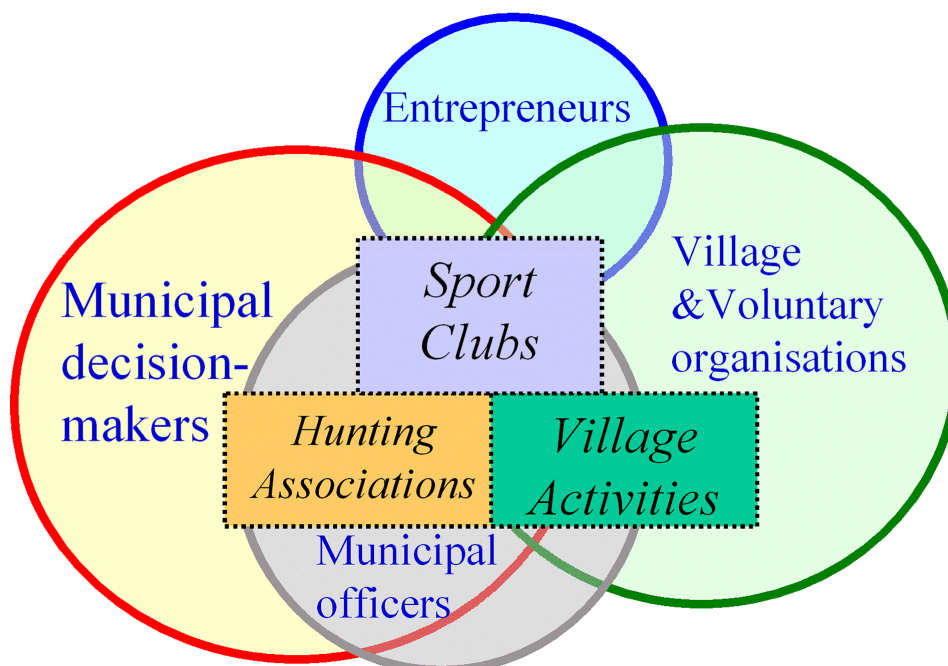 Entrepreneurs
Municipal
decision-
makers
Sport
Clubs
Village
&Voluntary
organisations
Hunting
Associations
Village
Activities
Municipal
officers